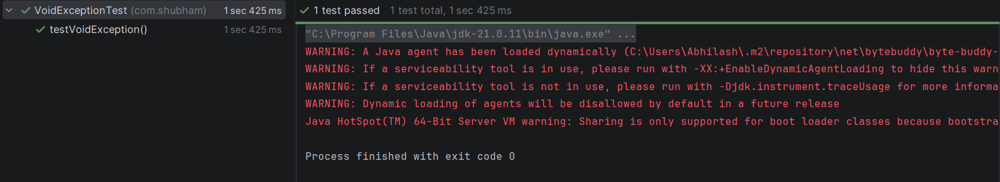 VoidExceptionTest (com.shubham) 1 sec 425 ms
testVoidException() 1 sec 425 ms
1 test passed 1 test total, 1 sec 425 ms
"C:\Program Files\Java\jdk-21.0.11\bin\java.exe" ...
WARNING: A Java agent has been loaded dynamically (C:\Users\Abhilash\.m2\repository\net\bytebuddy\byte-buddy-
WARNING: If a serviceability tool is in use, please run with -XX:+EnableDynamicAgentLoading to hide this warn
WARNING: If a serviceability tool is not in use, please run with -Djdk.instrument.traceUsage for more informa
WARNING: Dynamic loading of agents will be disallowed by default in a future release
Java HotSpot(TM) 64-Bit Server VM warning: Sharing is only supported for boot loader classes because bootstra
Process finished with exit code 0